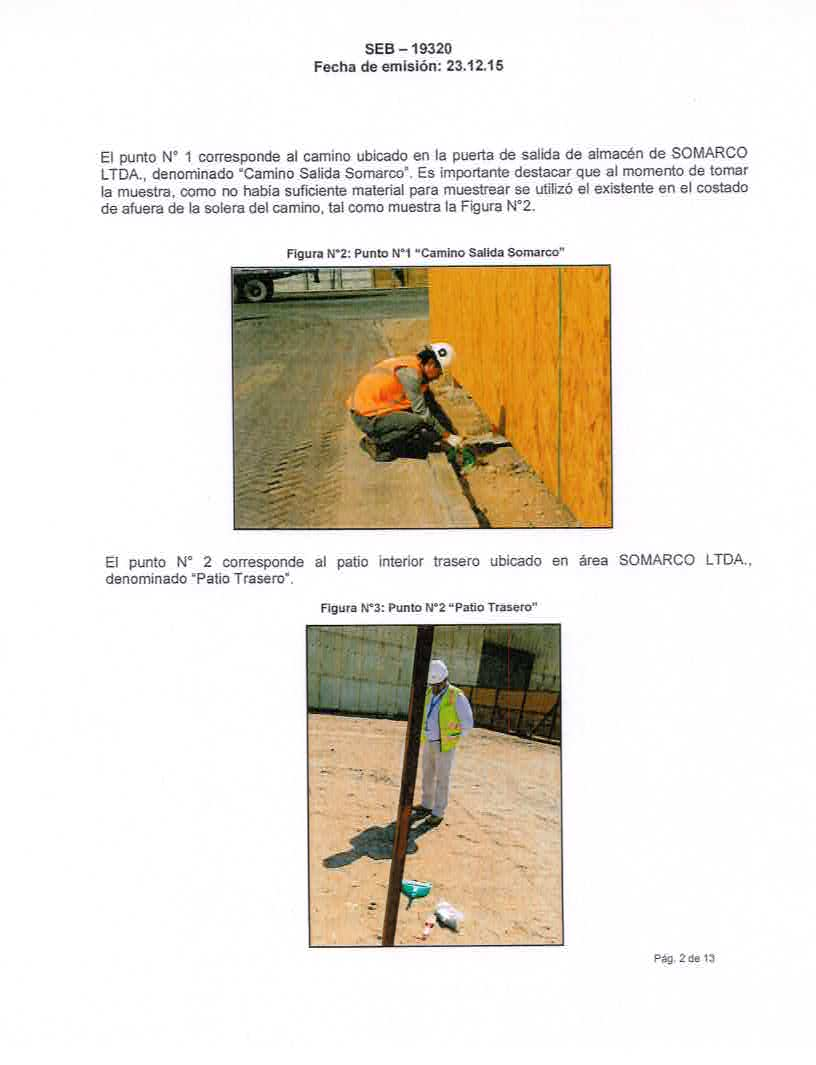 SEB – 19320
Fecha de emisión: 23.12.15
El punto N° 1 corresponde al camino ubicado en la puerta de salida de almacén de SOMARCO
LTDA., denominado "Camino Salida Somarco". Es importante destacar que al momento de tomar
la muestra, como no había suficiente material para muestrear se utilizó el existente en el costado
de afuera de la solera del camino, tal como muestra la Figura N°2.
Figura N°2: Punto N°1 "Camino Salida Somarco"
El punto N° 2 corresponde al patio interior trasero ubicado en área SOMARCO LTDA.,
denominado "Patio Trasero".
Figura N°3: Punto N°2 "Patio Trasero"
Pág. 2 de 13